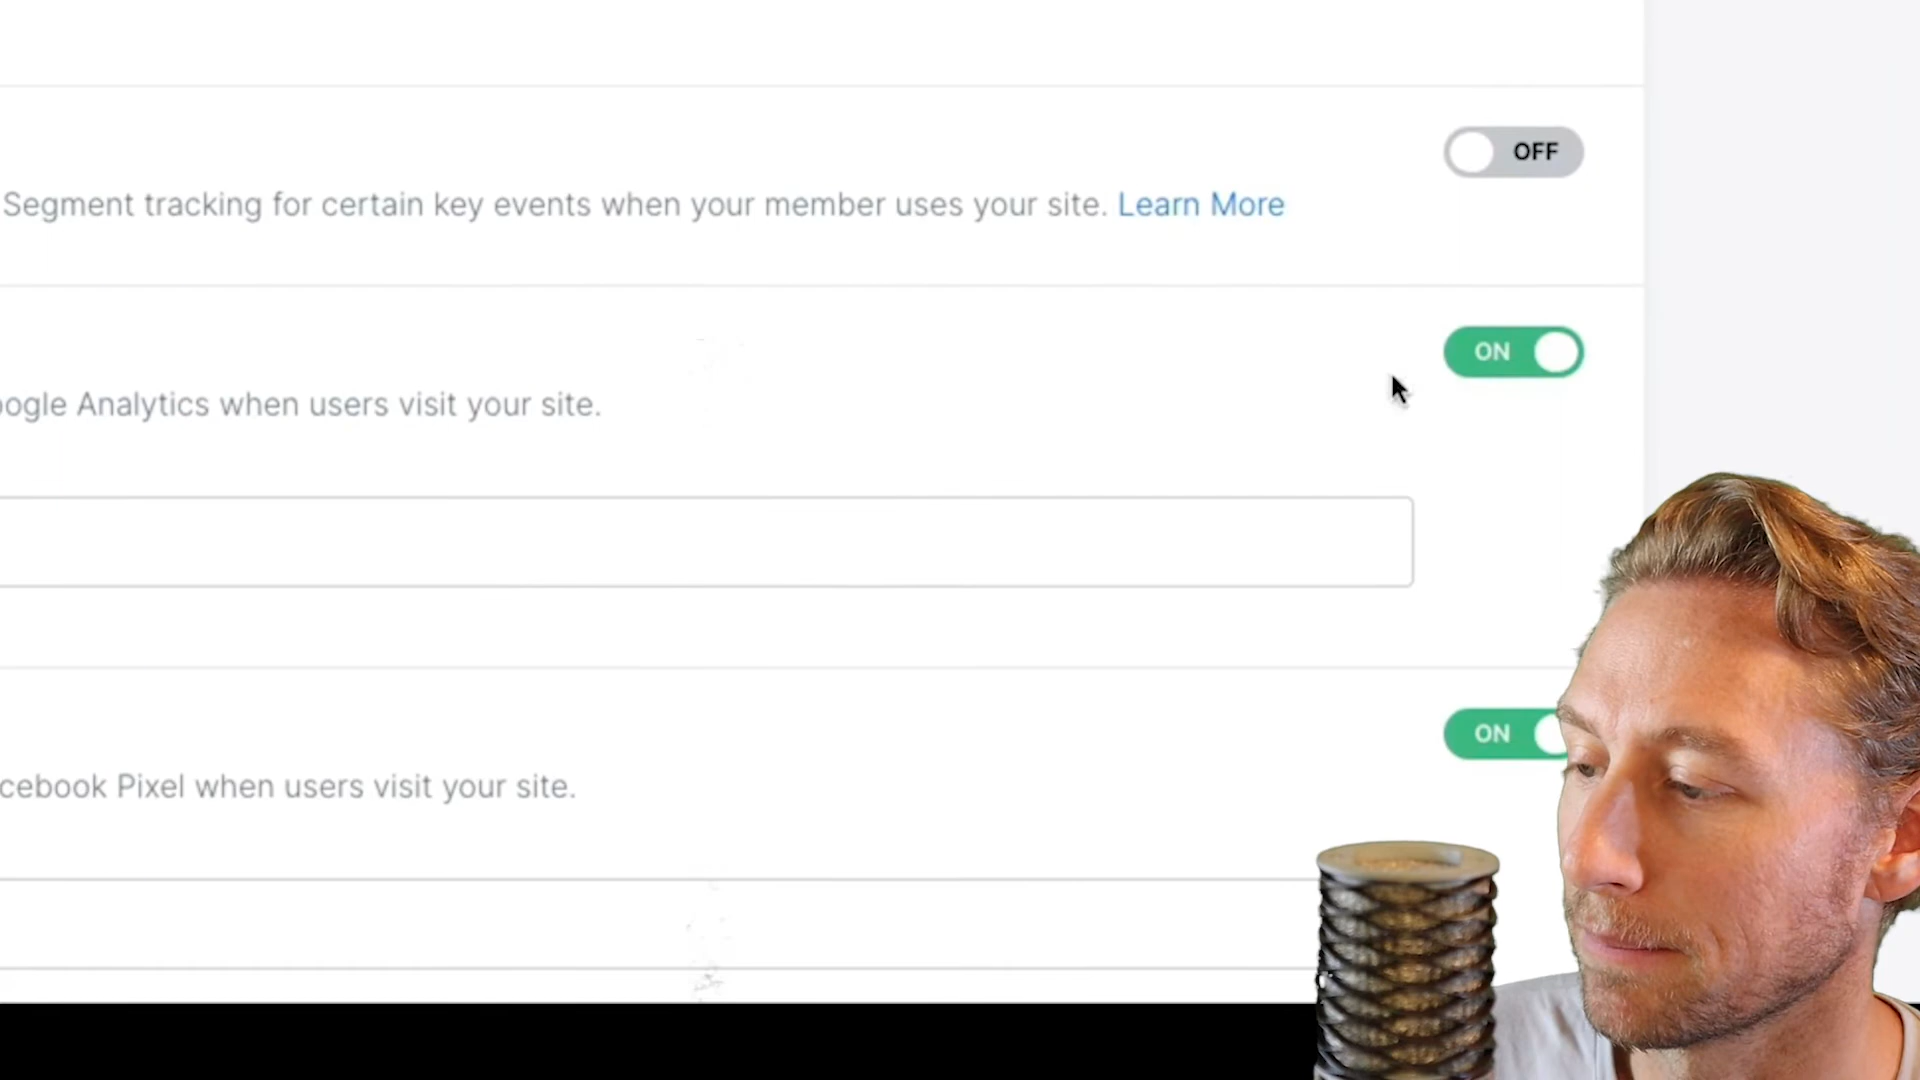 OFF
Segment tracking for certain key events when your member uses your site. Learn More
ON
oogle Analytics when users visit your site.
ON
cebook Pixel when users visit your site.